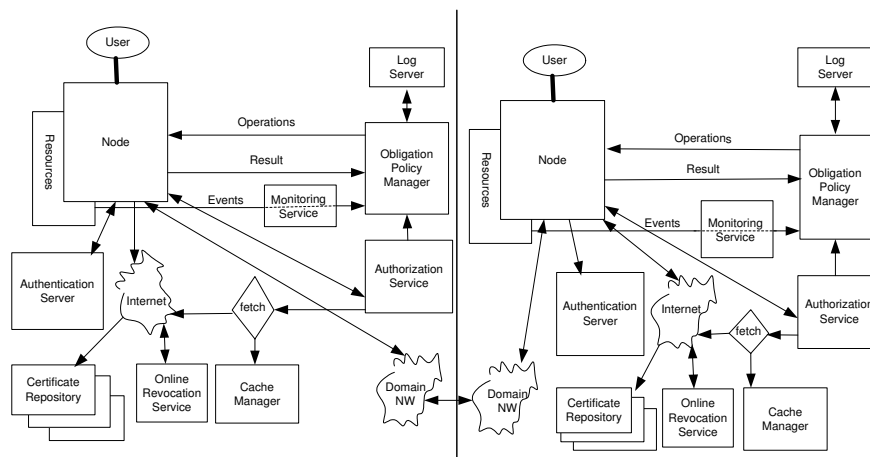 User
Log
Server
Node
Resources
Operations
Result
Obligation
Policy
Manager
Events
Monitoring
Service
Authentication
Server
Internet
fetch
Authorization
Service
Certificate
Repository
Online
Revocation
Service
Cache
Manager
Domain
NW
User
Log
Server
Node
Resources
Operations
Result
Obligation
Policy
Manager
Events
Monitoring
Service
Authentication
Server
Internet
fetch
Authorization
Service
Domain
NW
Certificate
Repository
Online
Revocation
Service
Cache
Manager